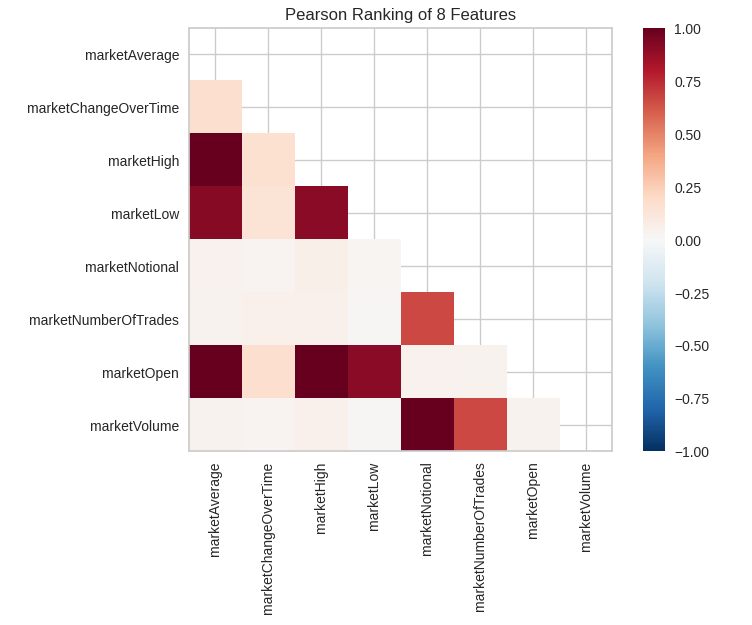 Pearson Ranking of 8 Features
marketAverage
marketChangeOverTime
marketHigh
marketLow
marketNotional
marketNumberOfTrades
marketOpen
marketVolume
marketAverage
marketChangeOverTime
marketHigh
marketLow
marketNotional
marketNumberOfTrades
marketOpen
marketVolume
1.00
0.75
0.50
0.25
0.00
−0.25
−0.50
−0.75
−1.00